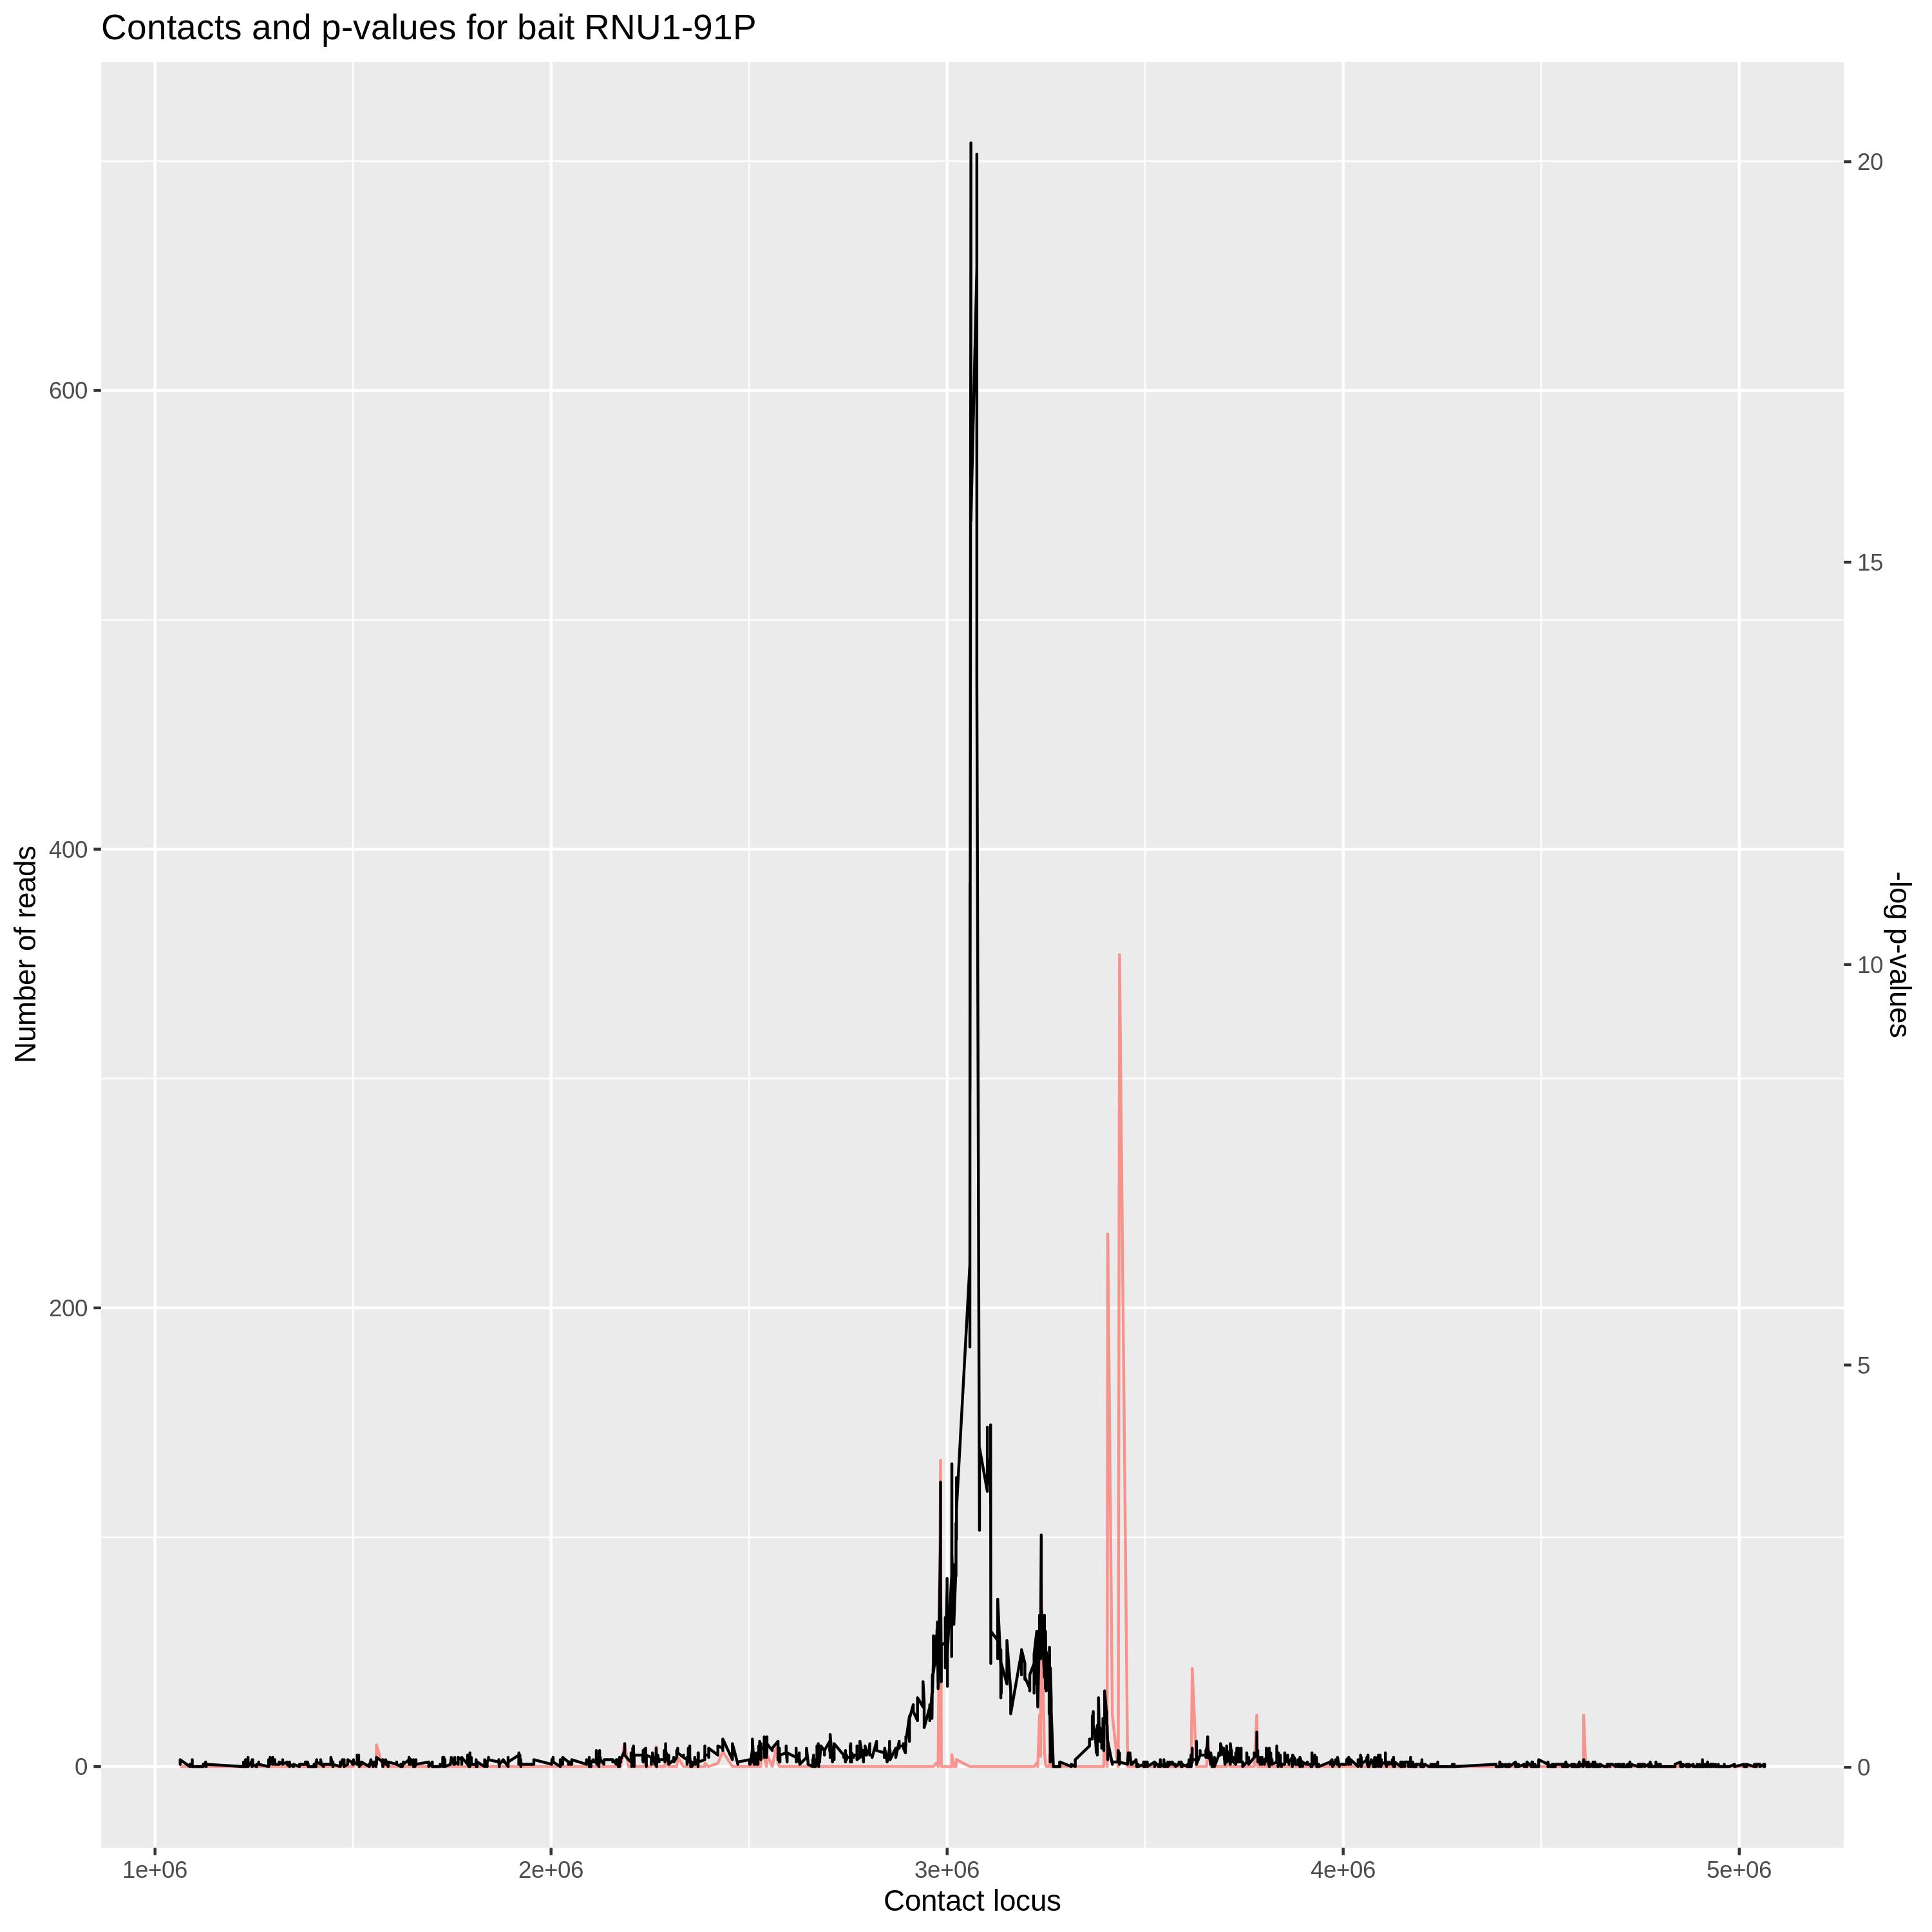 Contacts and p-values for bait RNU1-91P
20
600
15
400
Number of reads
-log p-values
10
200
5
0
0
1e+06
2e+06
3e+06
4e+06
5e+06
Contact locus